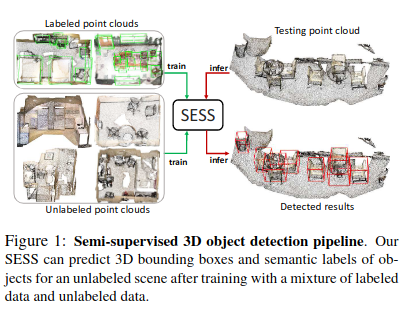 Labeled point clouds
Testing point cloud
train
infer
SESS
train
infer
Unlabeled point clouds
Detected results
Figure 1: Semi-supervised 3D object detection pipeline. Our
SESS can predict 3D bounding boxes and semantic labels of ob-
jects for an unlabeled scene after training with a mixture of labeled
data and unlabeled data.